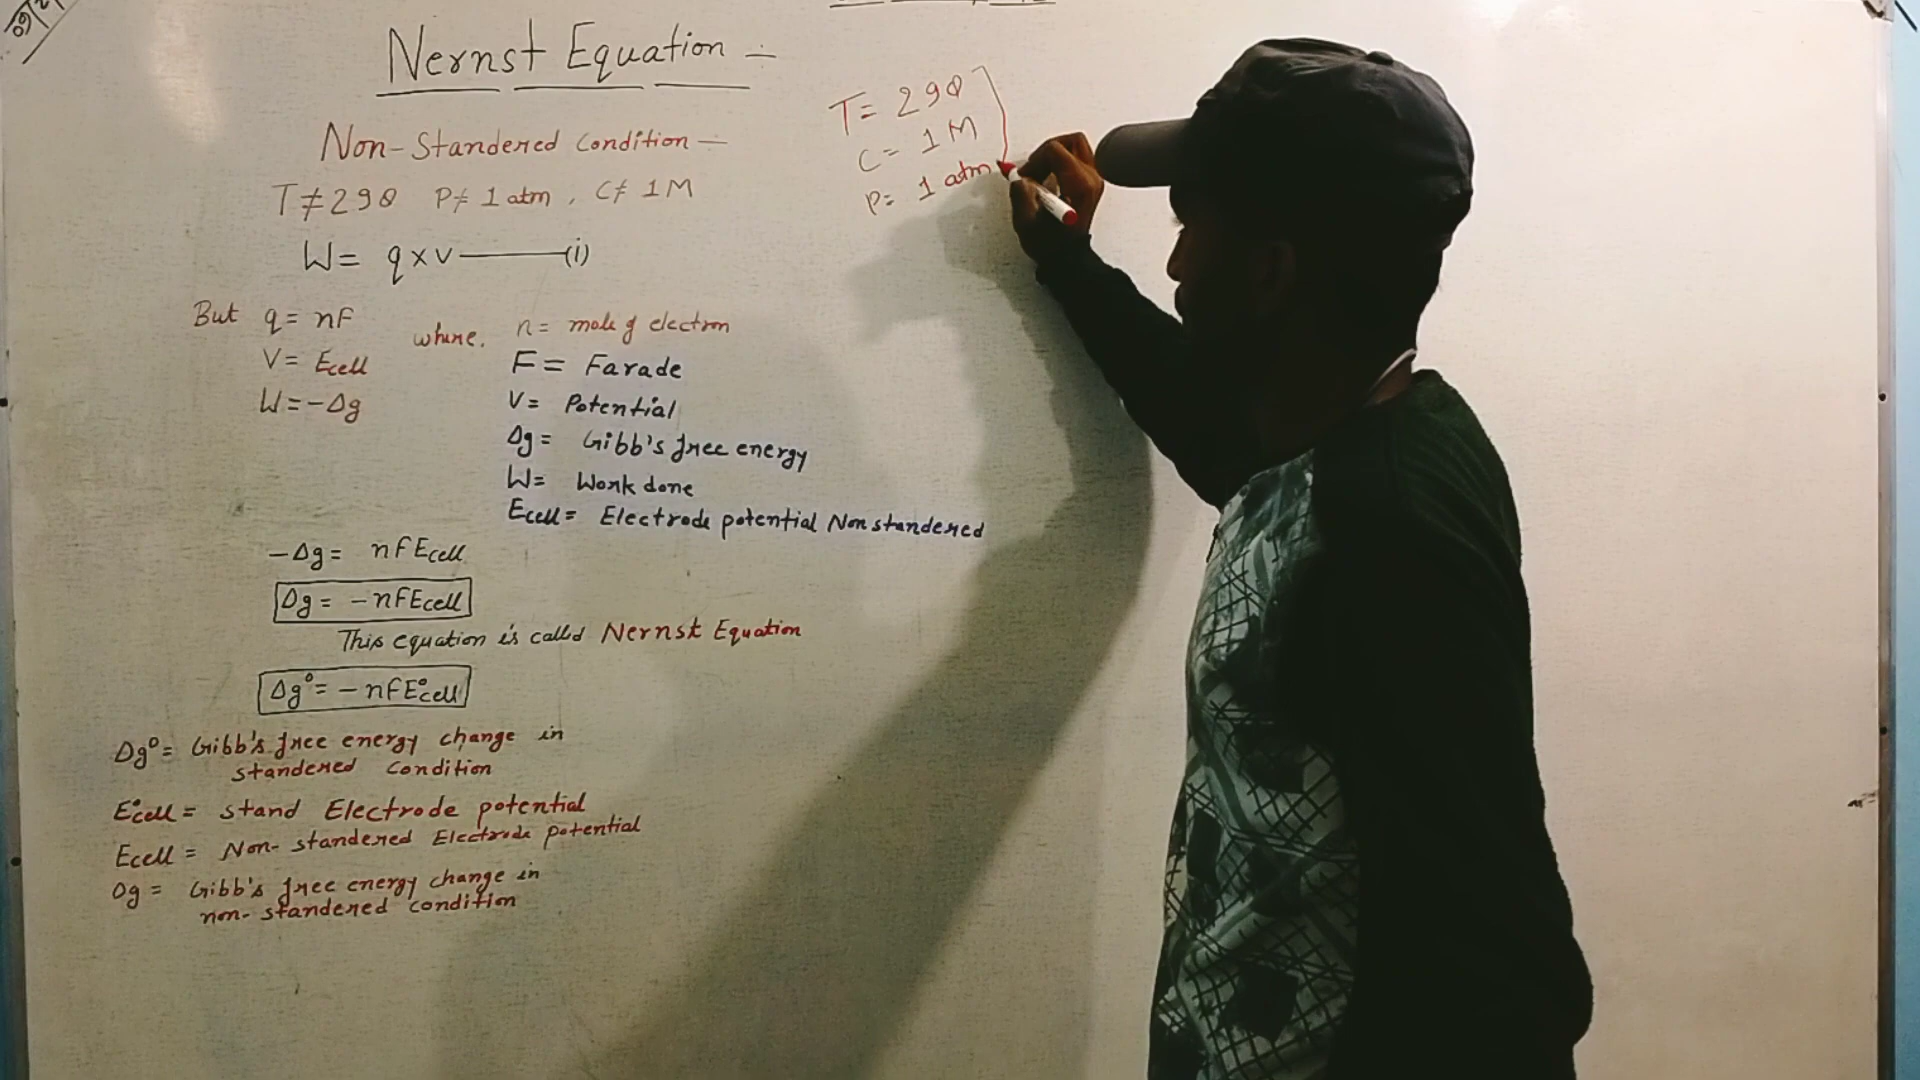 Nernst Equation :-
Non-Standered Condition —
T≠298 P≠ 1 atm, C≠ 1M
W= q×v ——— (i)
But q= nF
V= Ecell
W=-Δg
where, n= mole of electron
F= Farade
V= Potential
Δg= Gibb's free energy
W= Work done
Ecell= Electrode potential Non standered
-Δg= nFEcell
Δg= -nFEcell
This equation is called Nernst Equation
Δg°= -nFE°cell
Δg°= Gibb's free energy change in
standered Condition
E°cell= stand Electrode potential
Ecell= Non-standered Electrode potential
Δg= Gibb's free energy change in
non-standered condition
T= 298
C= 1M
P= 1 atm